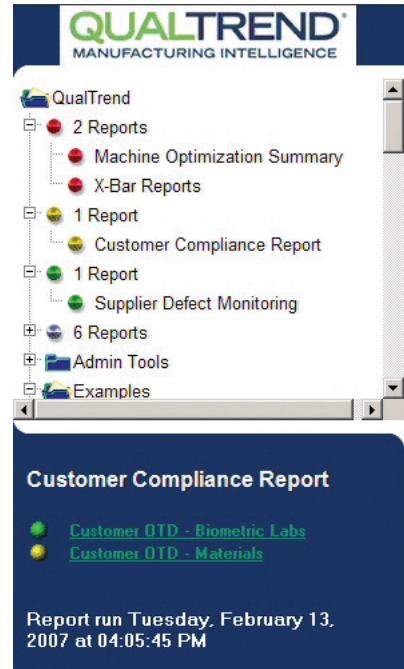 QUALTREND
MANUFACTURING INTELLIGENCE
QualTrend
2 Reports
Machine Optimization Summary
X-Bar Reports
1 Report
Customer Compliance Report
1 Report
Supplier Defect Monitoring
6 Reports
Admin Tools
Examples
Customer Compliance Report
Customer OTD - Biometric Labs
Customer OTD - Materials
Report run Tuesday, February 13,
2007 at 04:05:45 PM